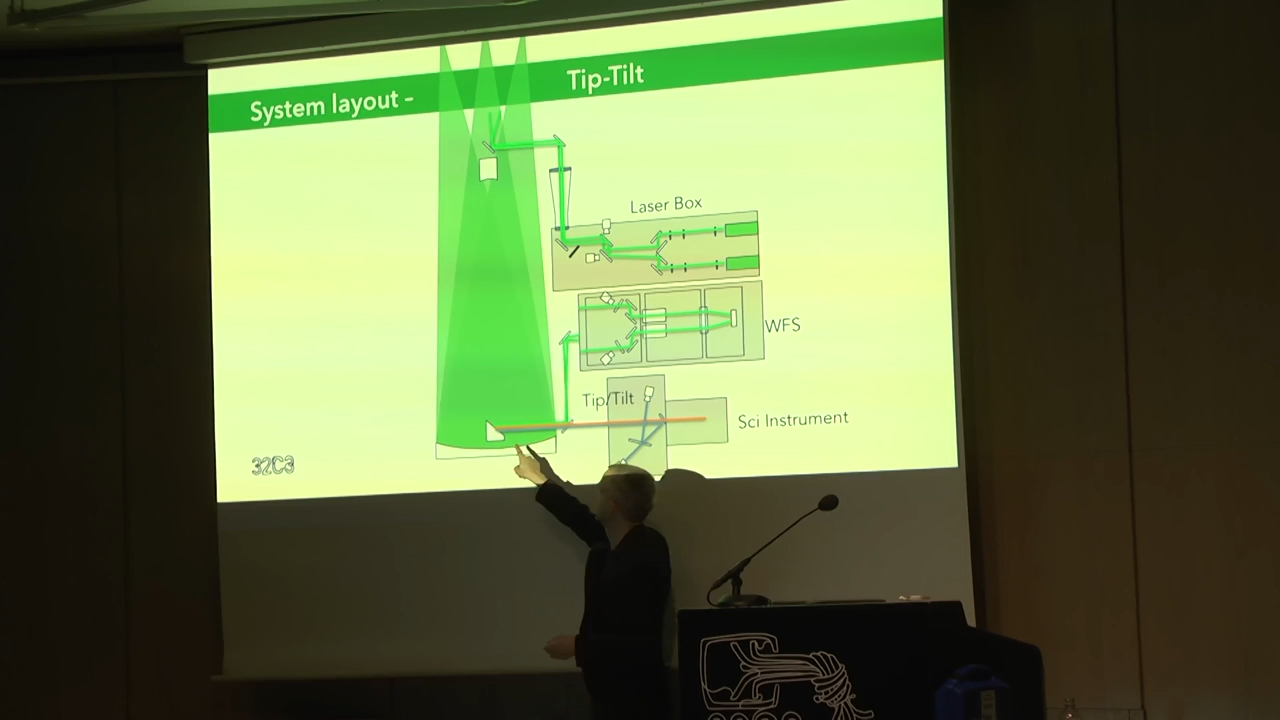 System layout –
Tip-Tilt
Laser Box
WFS
Tip/Tilt
Sci Instrument
32C3